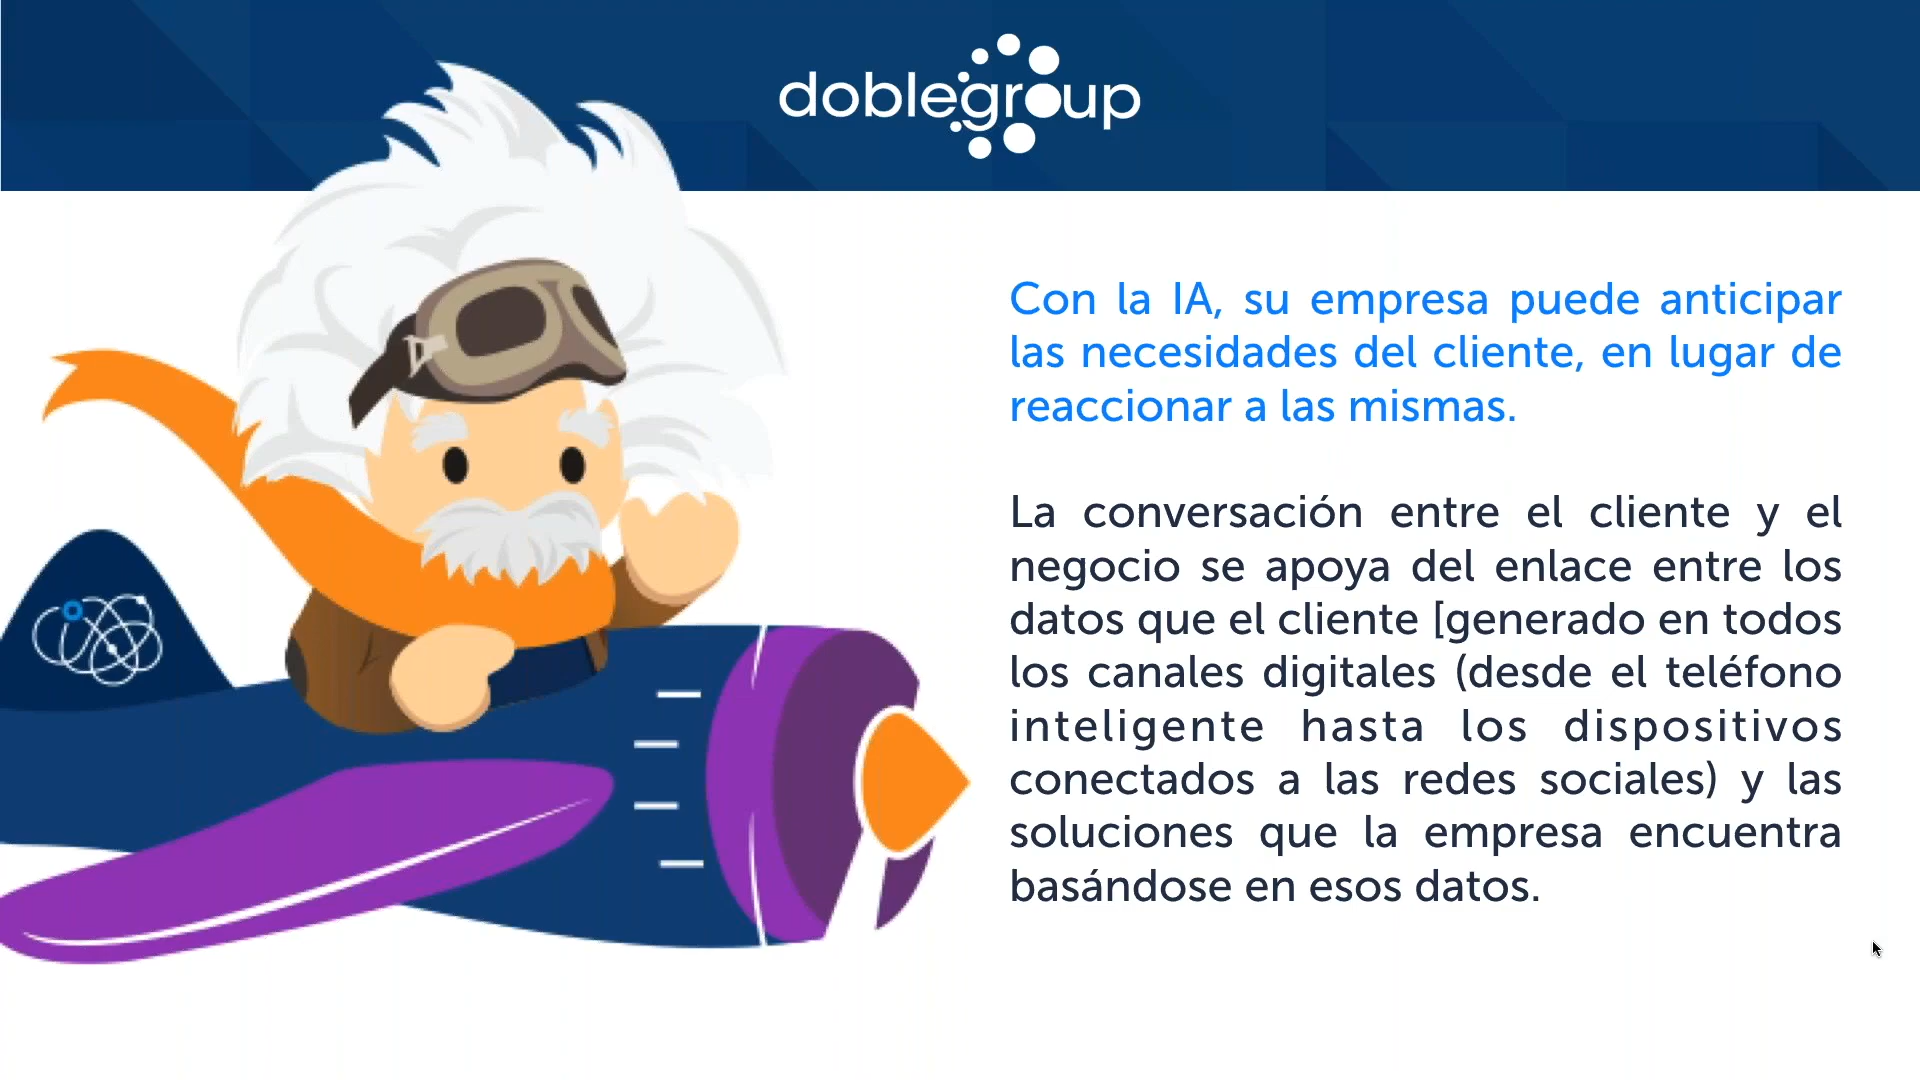 doblegroup
Con la IA, su empresa puede anticipar
las necesidades del cliente, en lugar de
reaccionar a las mismas.
La conversación entre el cliente y el
negocio se apoya del enlace entre los
datos que el cliente [generado en todos
los canales digitales (desde el teléfono
inteligente hasta los dispositivos
conectados a las redes sociales) y las
soluciones que la empresa encuentra
basándose en esos datos.